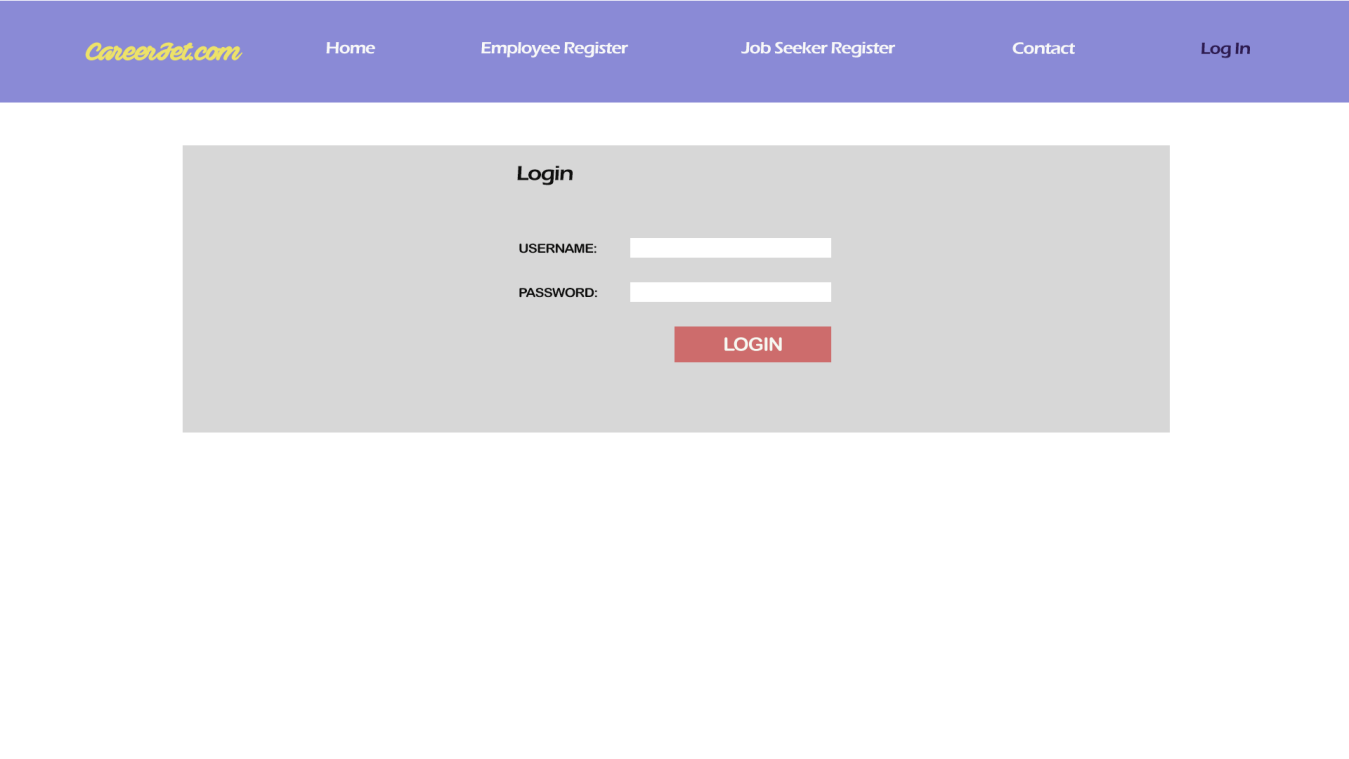 CareerJet.com Home Employee Register Job Seeker Register Contact Log In
Login
USERNAME:
PASSWORD:
LOGIN